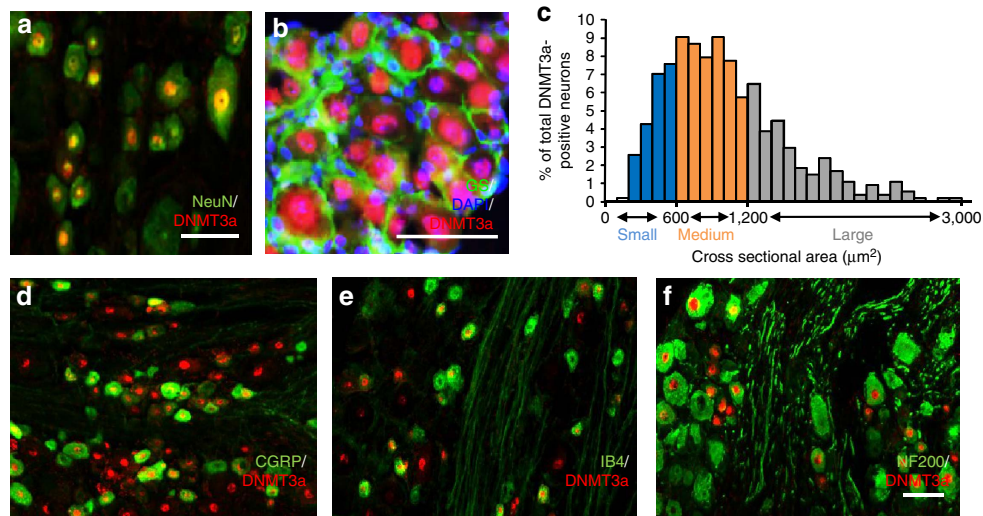 a
NeuN/
DNMT3a
b
GS/
DAPI/
DNMT3a
c
% of total DNMT3a-
positive neurons
10
9
8
7
6
5
4
3
2
1
0
0 600 1,200 3,000
Small Medium Large
Cross sectional area (μm²)
d
CGRP/
DNMT3a
e
IB4/
DNMT3a
f
NF200/
DNMT3a